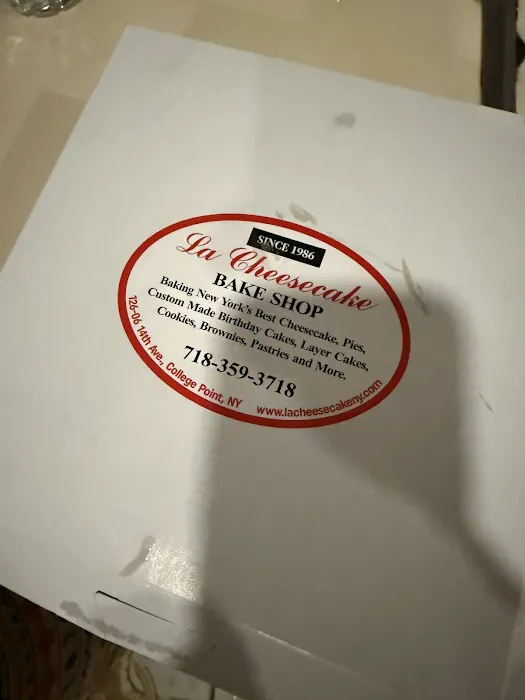 SINCE 1986
La Cheesecake
BAKE SHOP
Baking New York's Best Cheesecake, Pies,
Custom Made Birthday Cakes, Layer Cakes,
Cookies, Brownies, Pastries and More.
718-359-3718
126-06 14th Ave., College Point, NY
www.lacheesecakeny.com